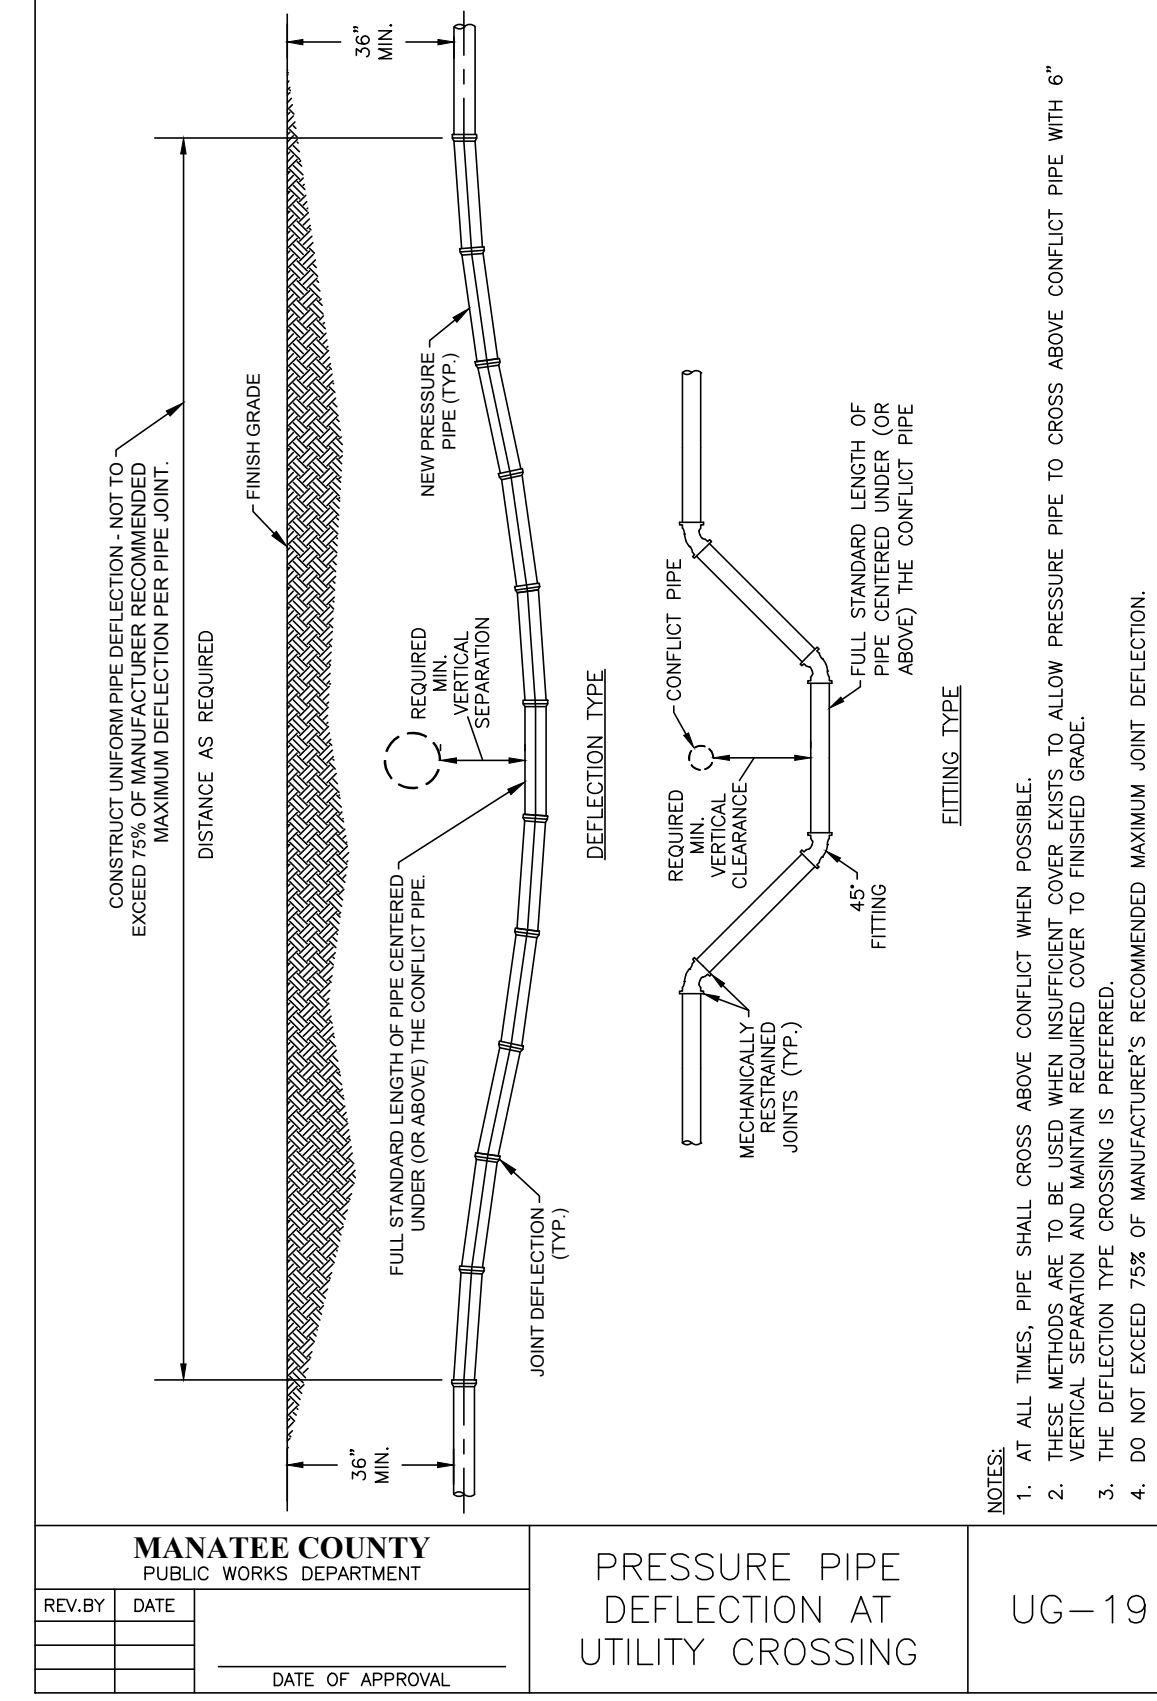 CONSTRUCT UNIFORM PIPE DEFLECTION - NOT TO
EXCEED 75% OF MANUFACTURER RECOMMENDED
MAXIMUM DEFLECTION PER PIPE JOINT.
DISTANCE AS REQUIRED
FINISH GRADE
36"
MIN.
36"
MIN.
FULL STANDARD LENGTH OF PIPE CENTERED
UNDER (OR ABOVE) THE CONFLICT PIPE.
REQUIRED
MIN.
VERTICAL
SEPARATION
NEW PRESSURE
PIPE (TYP.)
JOINT DEFLECTION
(TYP.)
DEFLECTION TYPE
REQUIRED
MIN.
VERTICAL
CLEARANCE
CONFLICT PIPE
MECHANICALLY
RESTRAINED
JOINTS (TYP.)
45°
FITTING
FULL STANDARD LENGTH OF
PIPE CENTERED UNDER (OR
ABOVE) THE CONFLICT PIPE
FITTING TYPE
NOTES:
1. AT ALL TIMES, PIPE SHALL CROSS ABOVE CONFLICT WHEN POSSIBLE.
2. THESE METHODS ARE TO BE USED WHEN INSUFFICIENT COVER EXISTS TO ALLOW PRESSURE PIPE TO CROSS ABOVE CONFLICT PIPE WITH 6"
VERTICAL SEPARATION AND MAINTAIN REQUIRED COVER TO FINISHED GRADE.
3. THE DEFLECTION TYPE CROSSING IS PREFERRED.
4. DO NOT EXCEED 75% OF MANUFACTURER'S RECOMMENDED MAXIMUM JOINT DEFLECTION.
MANATEE COUNTY
PUBLIC WORKS DEPARTMENT
REV.BY DATE
DATE OF APPROVAL
PRESSURE PIPE
DEFLECTION AT
UTILITY CROSSING
UG-19